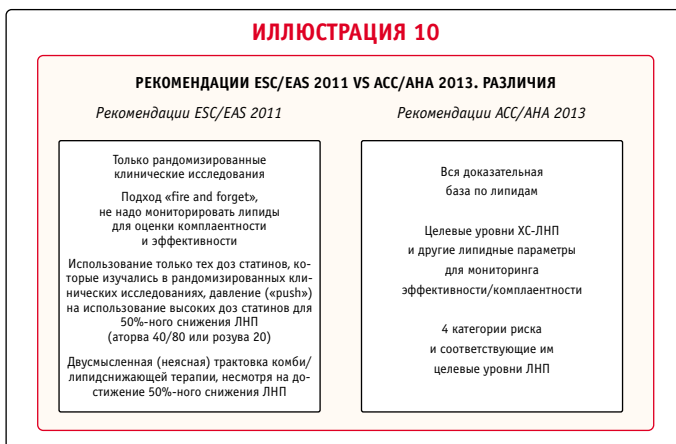 ИЛЛЮСТРАЦИЯ 10
РЕКОМЕНДАЦИИ ESC/EAS 2011 VS ACC/AHA 2013. РАЗЛИЧИЯ
Рекомендации ESC/EAS 2011
Только рандомизированные
клинические исследования
Подход «fire and forget»,
не надо мониторировать липиды
для оценки комплаентности
и эффективности
Использование только тех доз статинов, ко-
торые изучались в рандомизированных кли-
нических исследованиях, давление («push»)
на использование высоких доз статинов для
50%-ного снижения ЛНП
(аторва 40/80 или розува 20)
Двусмысленная (неясная) трактовка комби/
липидснижающей терапии, несмотря на до-
стижение 50%-ного снижения ЛНП
Рекомендации ACC/AHA 2013
Вся доказательная
база по липидам
Целевые уровни ХС-ЛНП
и другие липидные параметры
для мониторинга
эффективности/комплаентности
4 категории риска
и соответствующие им
целевые уровни ЛНП